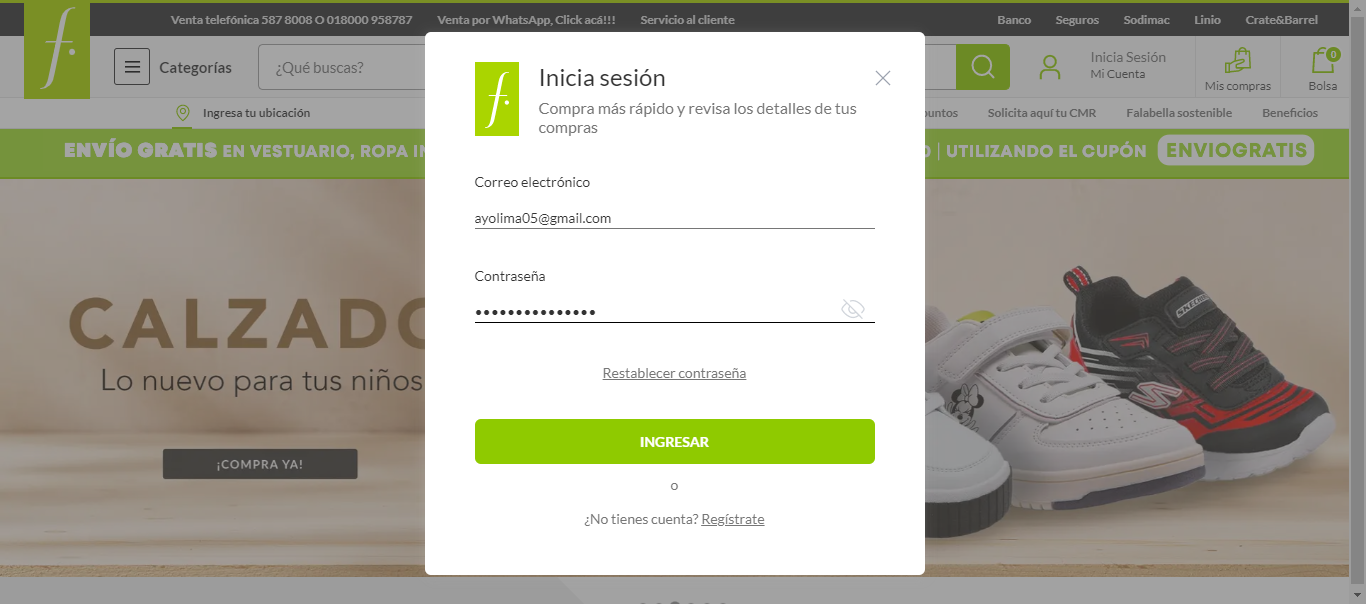 Venta telefónica 587 8008 O 018000 958787 Venta por WhatsApp, Click acá!!! Servicio al cliente Banco Seguros Sodimac Linio Crate&Barrel
f.
Categorías ¿Qué buscas? Inicia Sesión
Mi Cuenta
Mis compras
0
Bolsa
Ingresa tu ubicación Solicita aquí tu CMR Falabella sostenible Beneficios
ENVÍO GRATIS EN VESTUARIO, ROPA | UTILIZANDO EL CUPÓN ENVIOGRATIS
f.
Inicia sesión
Compra más rápido y revisa los detalles de tus
compras
Correo electrónico
ayolima05@gmail.com
Contraseña
•••••••••••••••
Restablecer contraseña
INGRESAR
o
¿No tienes cuenta? Regístrate
CALZADO
Lo nuevo para tus niños
¡COMPRA YA!
SKECHERS